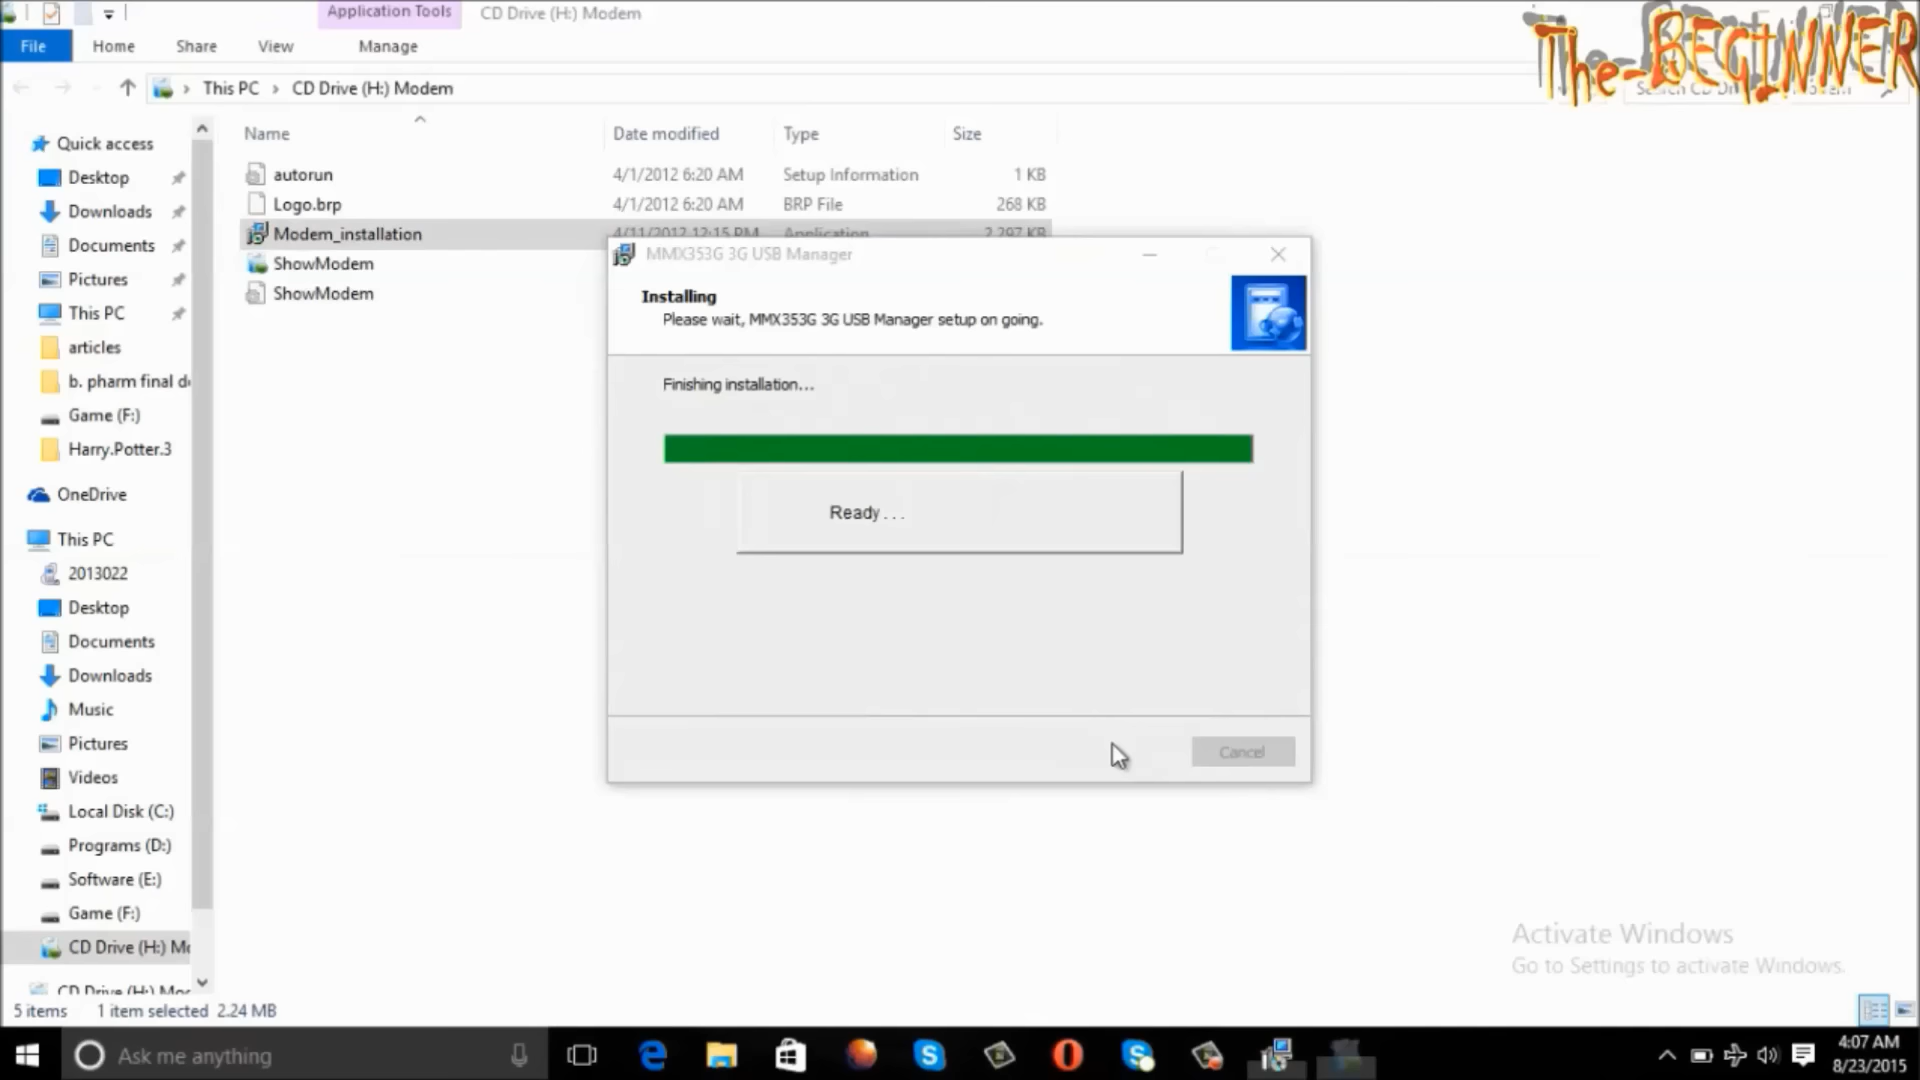 Application Tools
CD Drive (H:) Modem
The-BEGINNER
File
Home
Share
View
Manage
This PC > CD Drive (H:) Modem
Name
Date modified
Type
Size
autorun
4/1/2012 6:20 AM
Setup Information
1 KB
Logo.brp
4/1/2012 6:20 AM
BRP File
268 KB
Modem_installation
4/11/2012 12:15 PM
Application
2,297 KB
ShowModem
ShowModem
Quick access
Desktop
Downloads
Documents
Pictures
This PC
articles
b. pharm final d
Game (F:)
Harry.Potter.3
OneDrive
This PC
2013022
Desktop
Documents
Downloads
Music
Pictures
Videos
Local Disk (C:)
Programs (D:)
Software (E:)
Game (F:)
CD Drive (H:) Mo
CD Drive (H:) Mo
MMX353G 3G USB Manager
Installing
Please wait, MMX353G 3G USB Manager setup on going.
Finishing installation...
Ready . . .
Cancel
Activate Windows
Go to Settings to activate Windows.
5 items
1 item selected 2.24 MB
Ask me anything
4:07 AM
8/23/2015